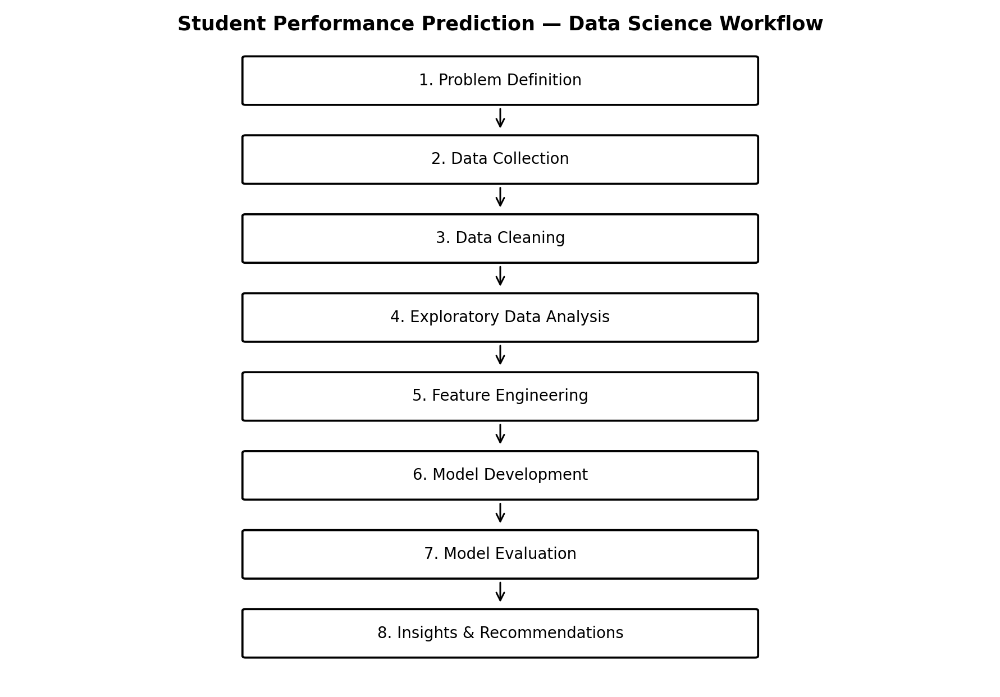 Student Performance Prediction — Data Science Workflow
1. Problem Definition
2. Data Collection
3. Data Cleaning
4. Exploratory Data Analysis
5. Feature Engineering
6. Model Development
7. Model Evaluation
8. Insights & Recommendations